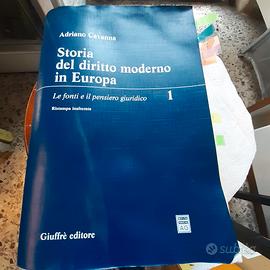 Adriano Cavanna
Storia
del diritto moderno
in Europa
Le fonti e il pensiero giuridico 1
Ristampa inalterata
AG
Giuffrè editore
subito